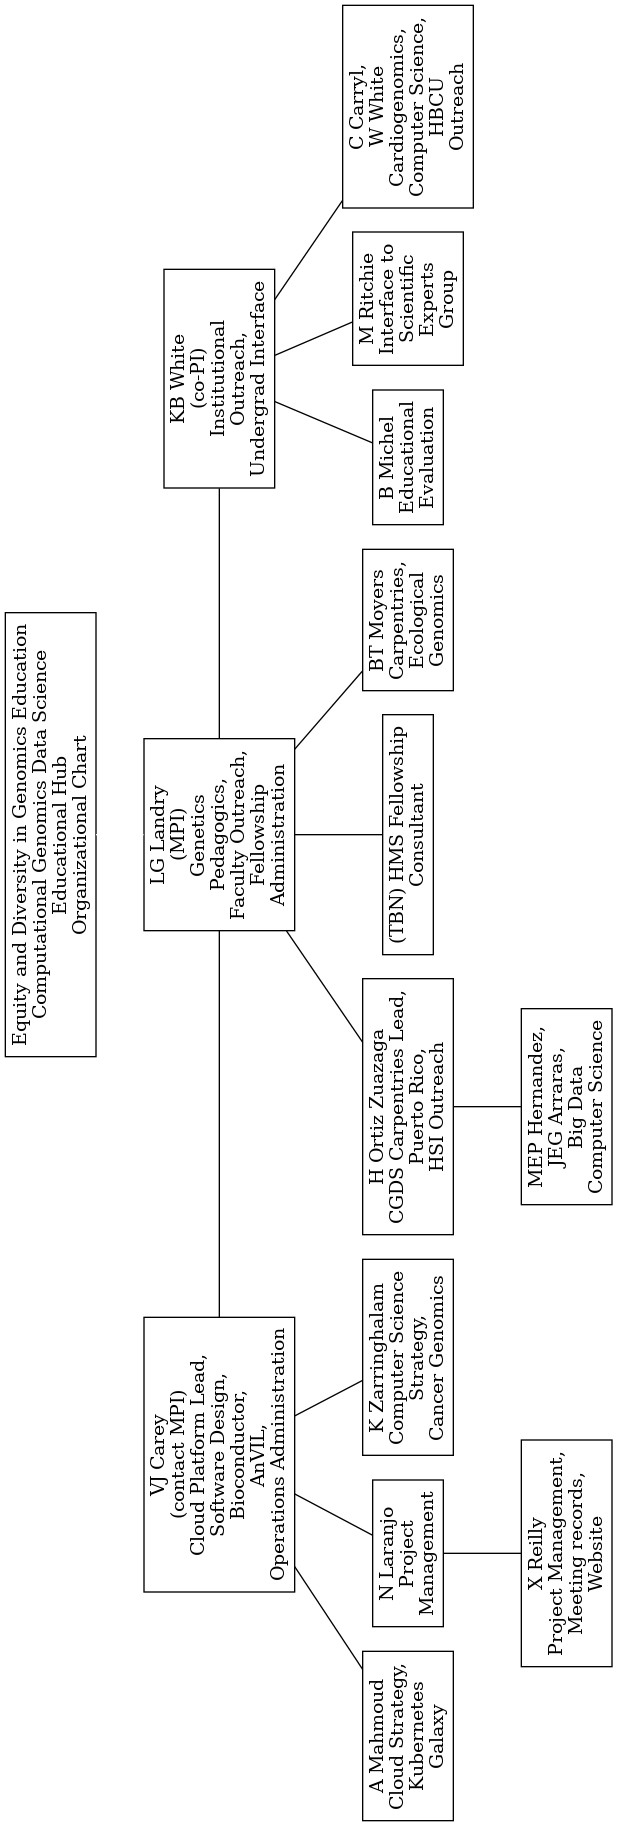 Equity and Diversity in Genomics Education
Computational Genomics Data Science
Educational Hub
Organizational Chart
VJ Carey
(contact MPI)
Cloud Platform Lead,
Software Design,
Bioconductor,
AnVIL,
Operations Administration
LG Landry
(MPI)
Genetics
Pedagogics,
Faculty Outreach,
Fellowship
Administration
KB White
(co-PI)
Institutional
Outreach,
Undergrad Interface
A Mahmoud
Cloud Strategy,
Kubernetes
Galaxy
N Laranjo
Project
Management
K Zarringhalam
Computer Science
Strategy,
Cancer Genomics
H Ortiz Zuazaga
CGDS Carpentries Lead,
Puerto Rico,
HSI Outreach
(TBN) HMS Fellowship
Consultant
BT Moyers
Carpentries,
Ecological
Genomics
B Michel
Educational
Evaluation
M Ritchie
Interface to
Scientific
Experts
Group
C Carryl,
W White
Cardiogenomics,
Computer Science,
HBCU
Outreach
X Reilly
Project Management,
Meeting records,
Website
MEP Hernandez,
JEG Arraras,
Big Data
Computer Science